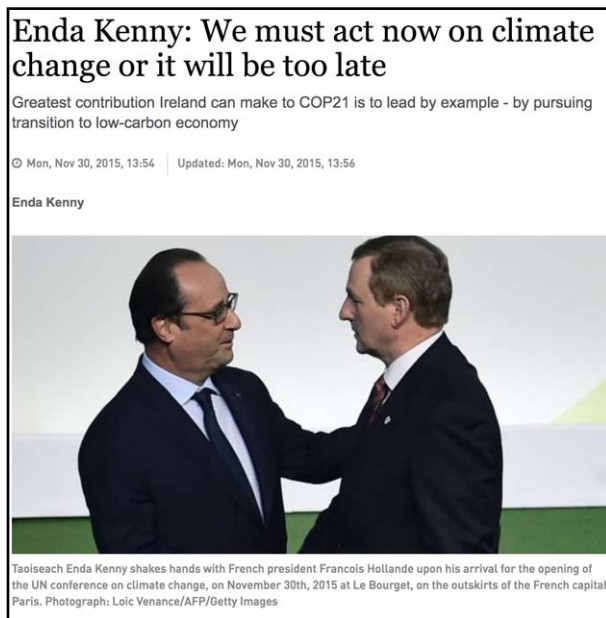 Enda Kenny: We must act now on climate
change or it will be too late
Greatest contribution Ireland can make to COP21 is to lead by example - by pursuing
transition to low-carbon economy
Mon, Nov 30, 2015, 13:54 Updated: Mon, Nov 30, 2015, 13:56
Enda Kenny
Taoiseach Enda Kenny shakes hands with French president Francois Hollande upon his arrival for the opening of
the UN conference on climate change, on November 30th, 2015 at Le Bourget, on the outskirts of the French capital
Paris. Photograph: Loic Venance/AFP/Getty Images